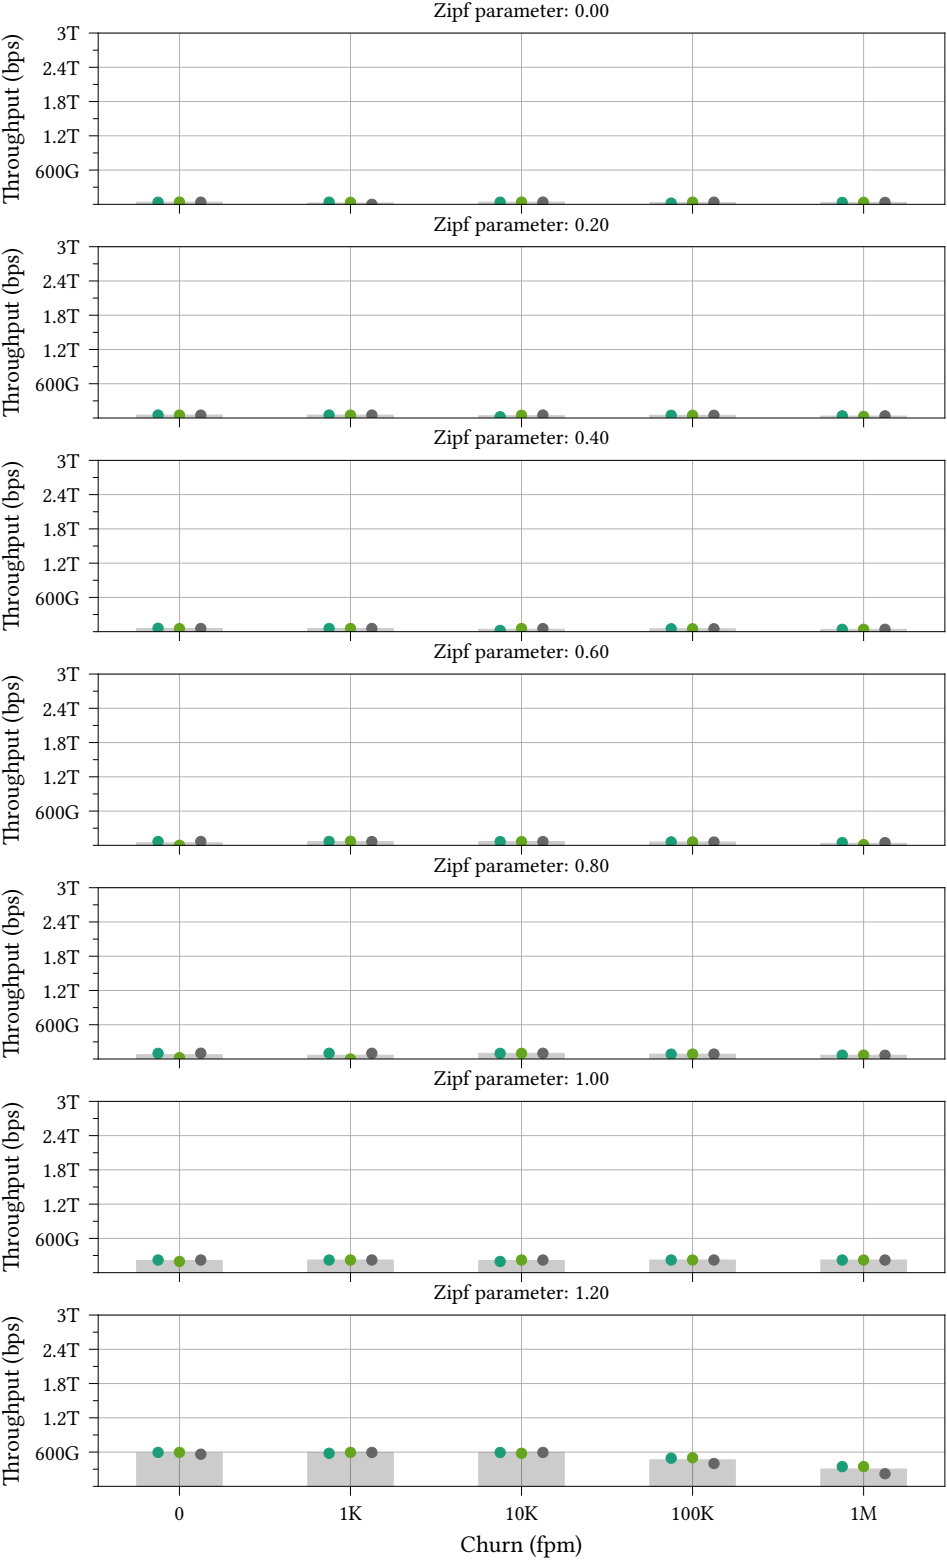 Zipf parameter: 0.00
Throughput (bps)
3T
2.4T
1.8T
1.2T
600G
Zipf parameter: 0.20
Throughput (bps)
3T
2.4T
1.8T
1.2T
600G
Zipf parameter: 0.40
Throughput (bps)
3T
2.4T
1.8T
1.2T
600G
Zipf parameter: 0.60
Throughput (bps)
3T
2.4T
1.8T
1.2T
600G
Zipf parameter: 0.80
Throughput (bps)
3T
2.4T
1.8T
1.2T
600G
Zipf parameter: 1.00
Throughput (bps)
3T
2.4T
1.8T
1.2T
600G
Zipf parameter: 1.20
Throughput (bps)
3T
2.4T
1.8T
1.2T
600G
0 1K 10K 100K 1M
Churn (fpm)